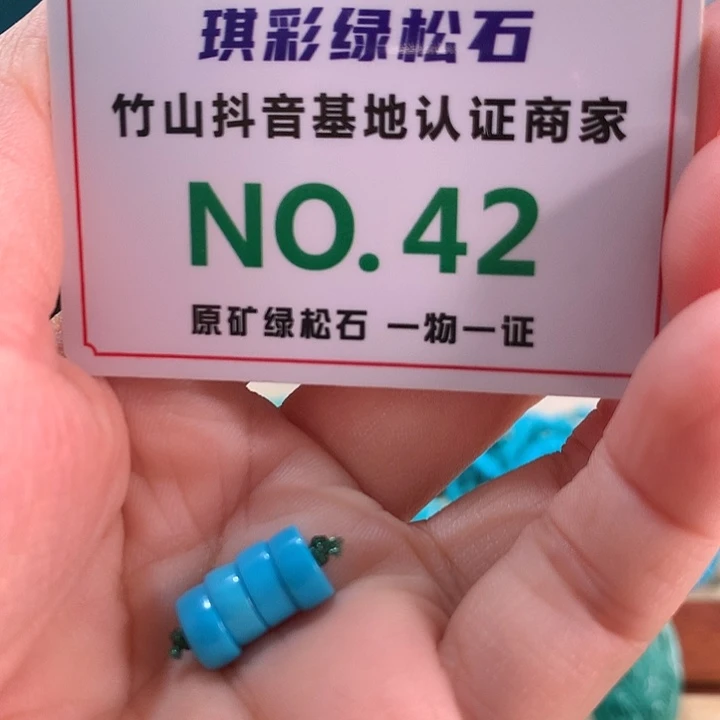 琪彩绿松石
竹山抖音基地认证商家
NO. 42
原矿绿松石 一物一证